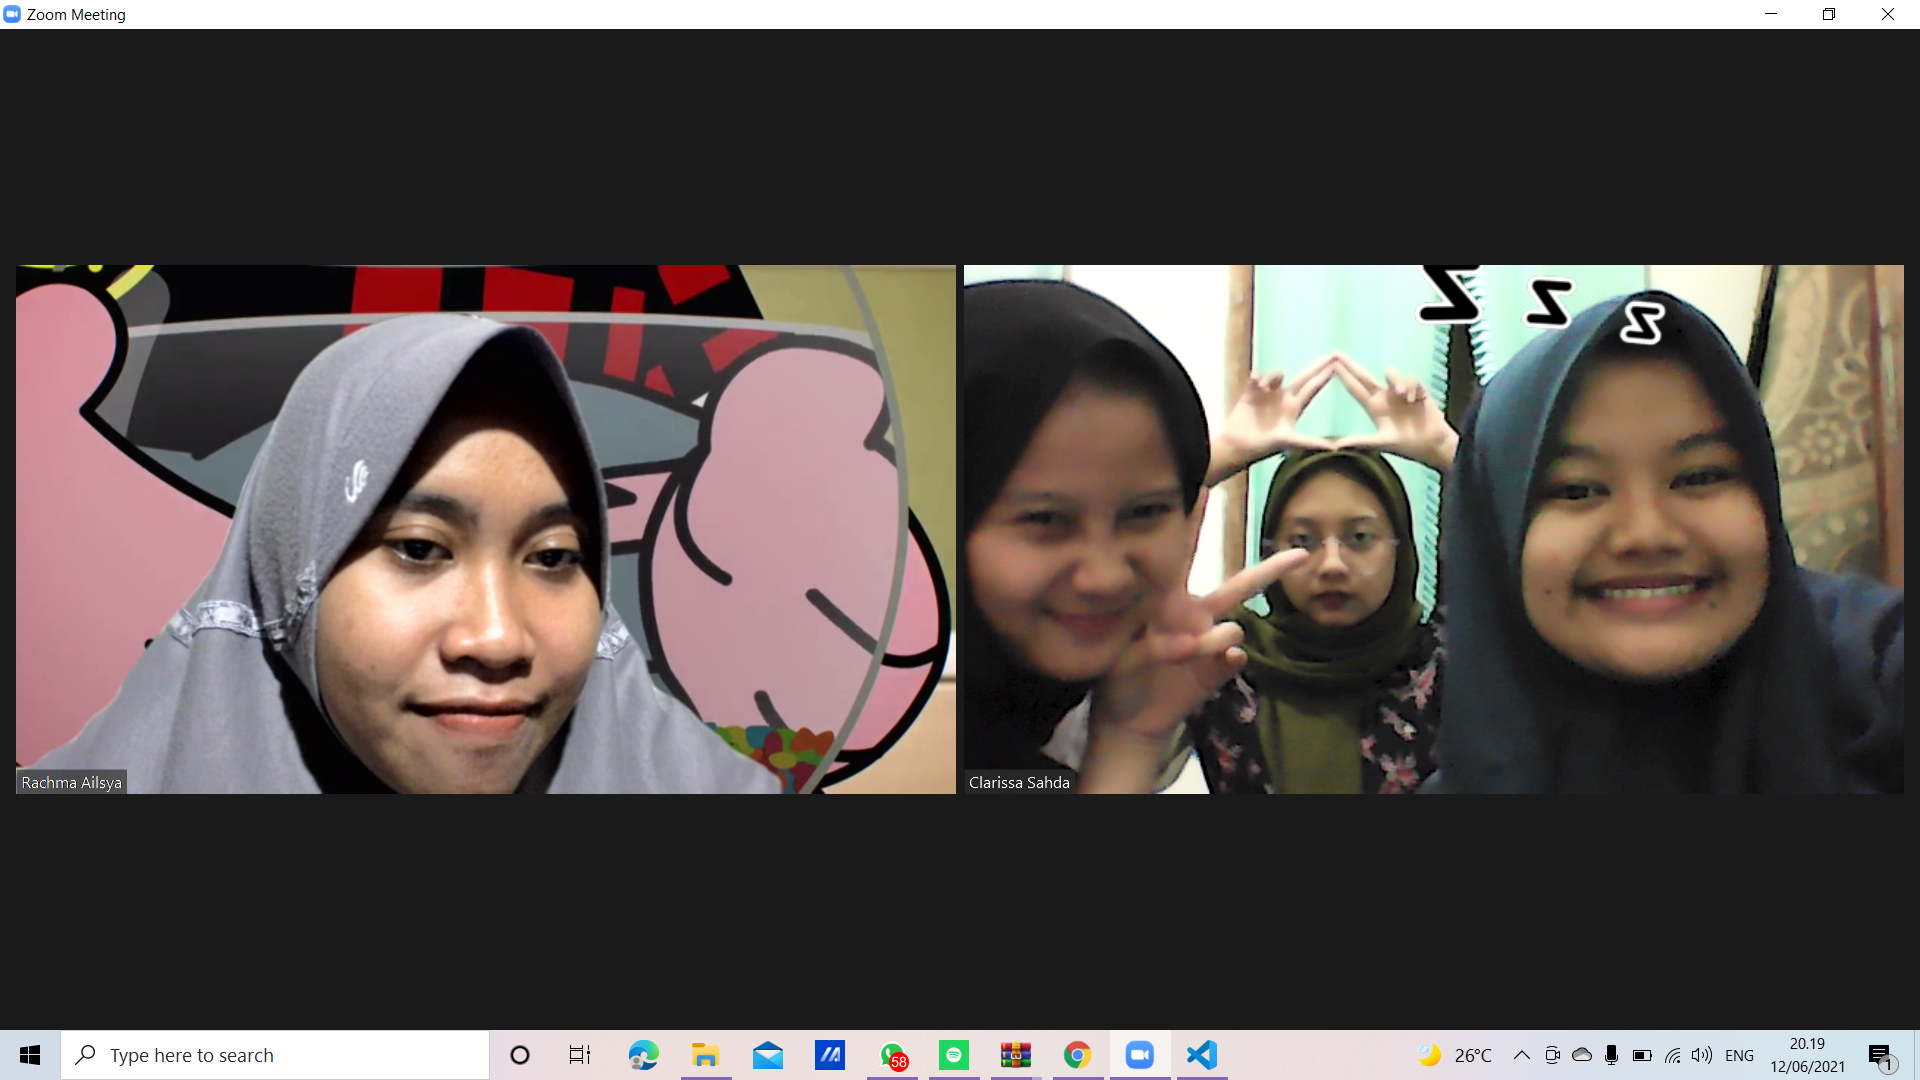 Zoom Meeting
z z z
Rachma Ailsya
Clarissa Sahda
Type here to search
58
26°C
ENG
20.19
12/06/2021
1